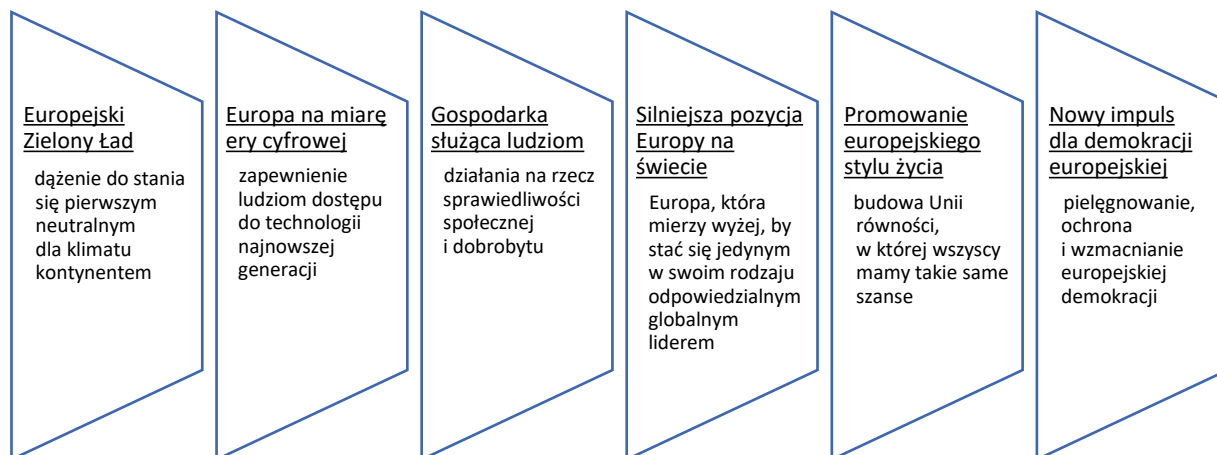 Europejski
Zielony Ład
dążenie do stania
się pierwszym
neutralnym
dla klimatu
kontynentem
Europa na miarę
ery cyfrowej
zapewnienie
ludziom dostępu
do technologii
najnowszej
generacji
Gospodarka
służąca ludziom
działania na rzecz
sprawiedliwości
społecznej
i dobrobytu
Silniejsza pozycja
Europy na
świecie
Europa, która
mierzy wyżej, by
stać się jedynym
w swoim rodzaju
odpowiedzialnym
globalnym
liderem
Promowanie
europejskiego
stylu życia
budowa Unii
równości,
w której wszyscy
mamy takie same
szanse
Nowy impuls
dla demokracji
europejskiej
pielęgnowanie,
ochrona
i wzmacnianie
europejskiej
demokracji